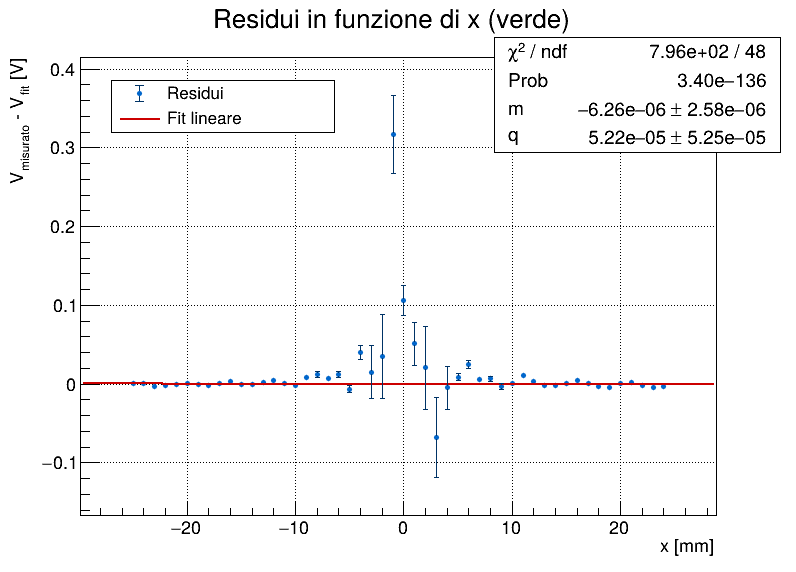 Residui in funzione di x (verde)
V_misurato - V_fit [V]
χ² / ndf 7.96e+02 / 48
Prob 3.40e−136
m −6.26e−06 ± 2.58e−06
q 5.22e−05 ± 5.25e−05
Residui
Fit lineare
0.4
0.3
0.2
0.1
0
−0.1
−20 −10 0 10 20
x [mm]